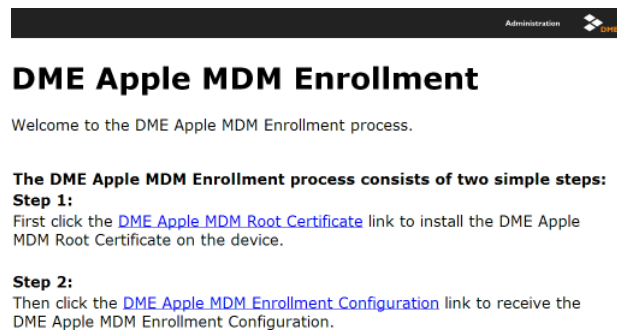 Administration
DME
DME Apple MDM Enrollment
Welcome to the DME Apple MDM Enrollment process.
The DME Apple MDM Enrollment process consists of two simple steps:
Step 1:
First click the DME Apple MDM Root Certificate link to install the DME Apple
MDM Root Certificate on the device.
Step 2:
Then click the DME Apple MDM Enrollment Configuration link to receive the
DME Apple MDM Enrollment Configuration.